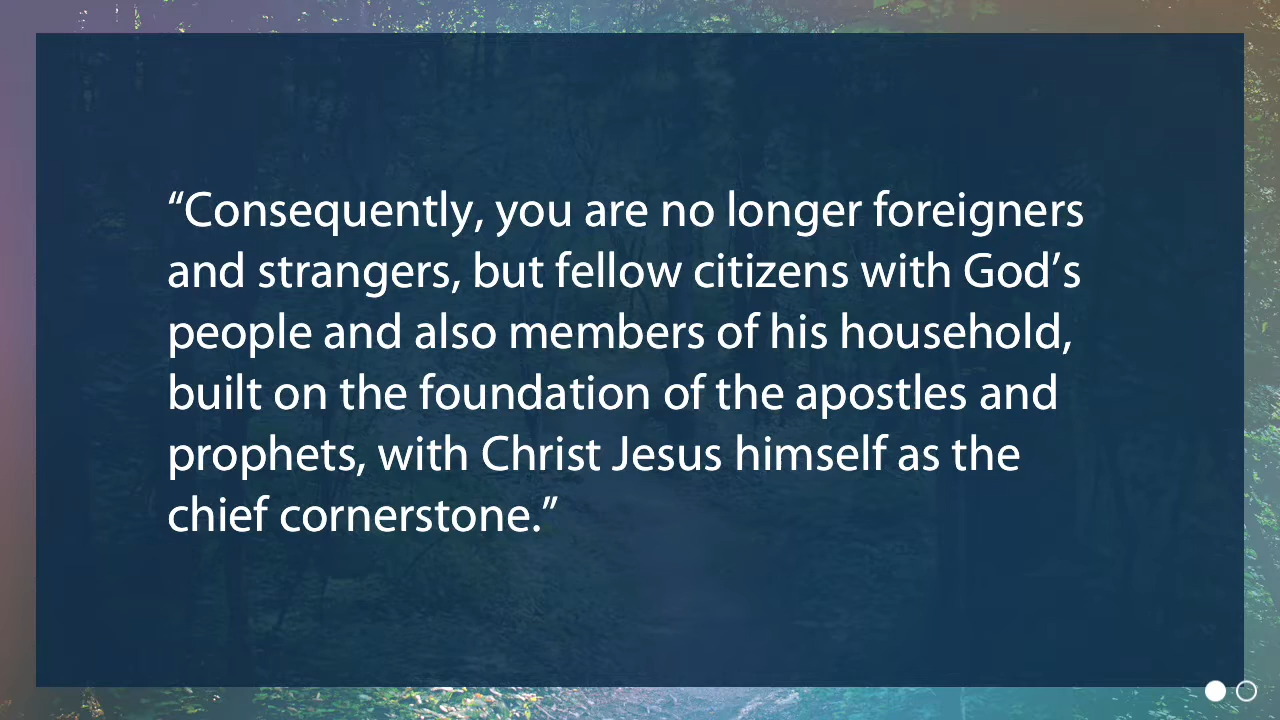 “Consequently, you are no longer foreigners
and strangers, but fellow citizens with God’s
people and also members of his household,
built on the foundation of the apostles and
prophets, with Christ Jesus himself as the
chief cornerstone.”